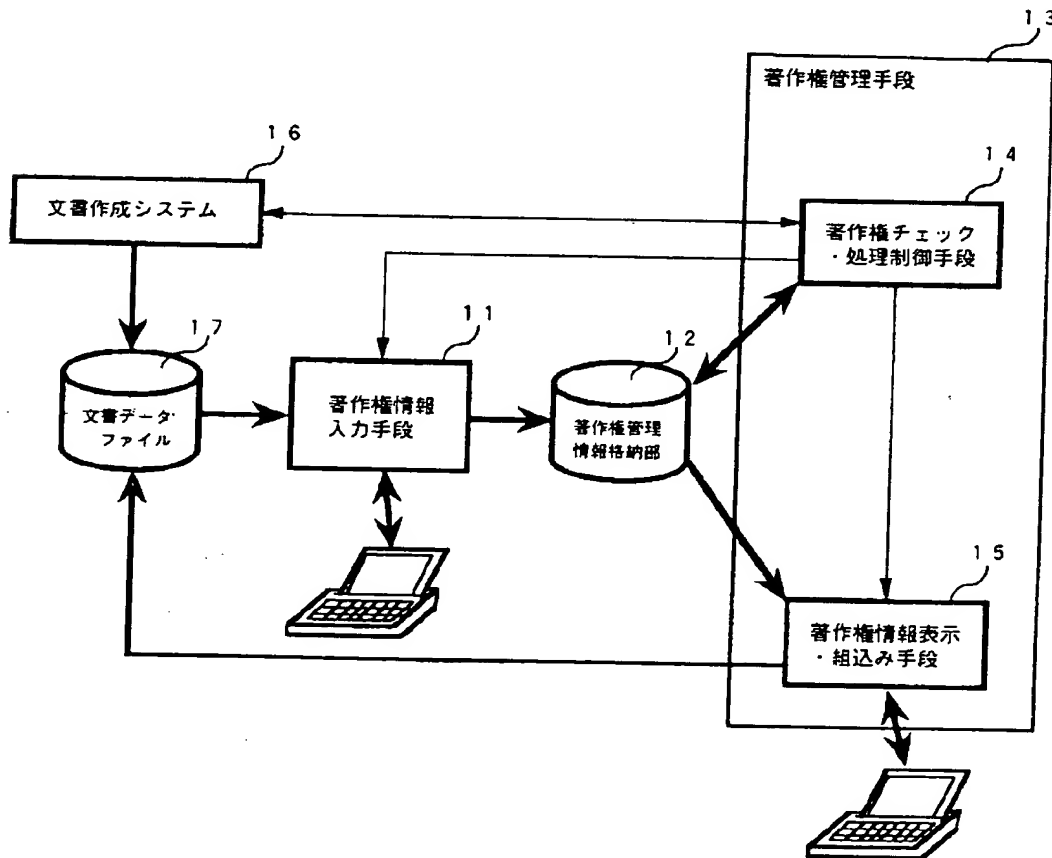 １３
著作権管理手段
１６
文書作成システム
１４
著作権チェック
・処理制御手段
１７
文書データ
ファイル
１１
著作権情報
入力手段
１２
著作権管理
情報格納部
１５
著作権情報表示
・組込み手段